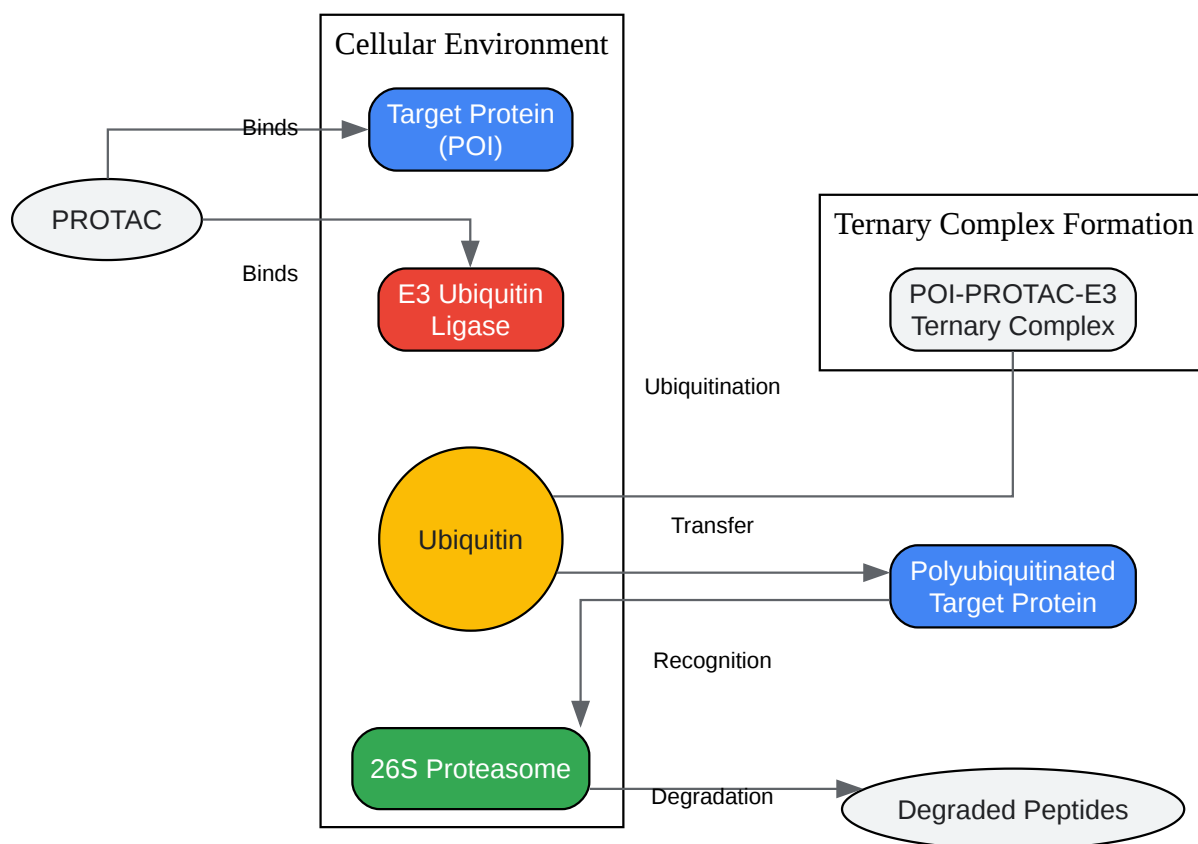 Cellular Environment
Target Protein
(POI)
Binds
PROTAC
Binds
E3 Ubiquitin
Ligase
Ternary Complex Formation
POI-PROTAC-E3
Ternary Complex
Ubiquitination
Ubiquitin
Transfer
Polyubiquitinated
Target Protein
Recognition
26S Proteasome
Degradation
Degraded Peptides